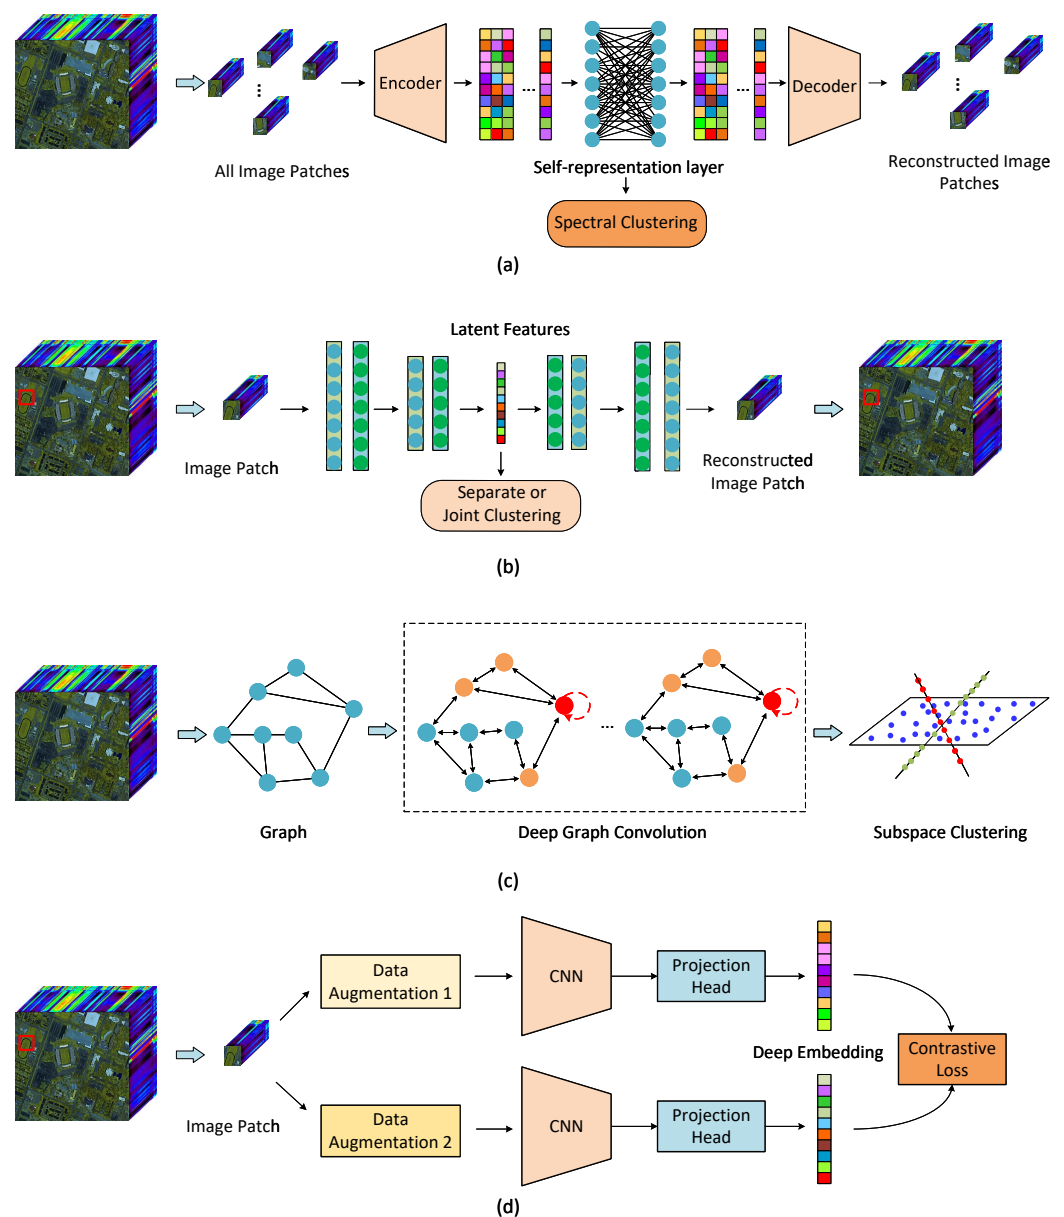 Encoder
Decoder
All Image Patches
Self-representation layer
Reconstructed Image
Patches
Spectral Clustering
(a)
Latent Features
Image Patch
Reconstructed
Image Patch
Separate or
Joint Clustering
(b)
Graph
Deep Graph Convolution
Subspace Clustering
(c)
Data
Augmentation 1
CNN
Projection
Head
Deep Embedding
Contrastive
Loss
Image Patch
Data
Augmentation 2
CNN
Projection
Head
(d)